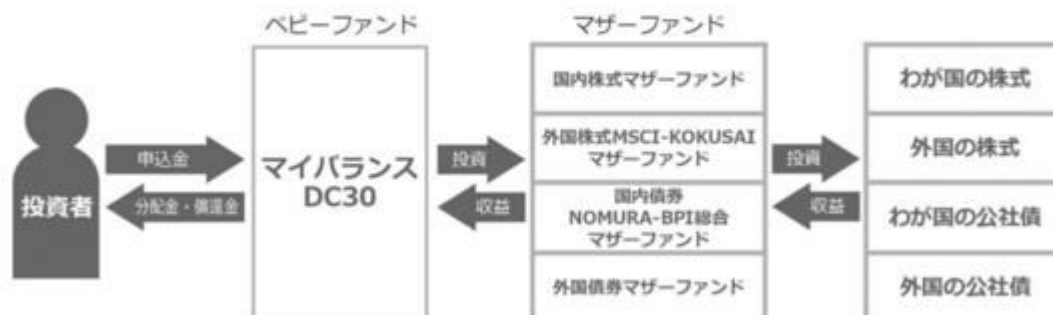 ベビーファンド
マザーファンド
投資者
申込金
分配金・償還金
マイバランス
DC30
投資
収益
国内株式マザーファンド
外国株式MSCI-KOKUSAI
マザーファンド
国内債券
NOMURA-BPI総合
マザーファンド
外国債券マザーファンド
投資
収益
わが国の株式
外国の株式
わが国の公社債
外国の公社債